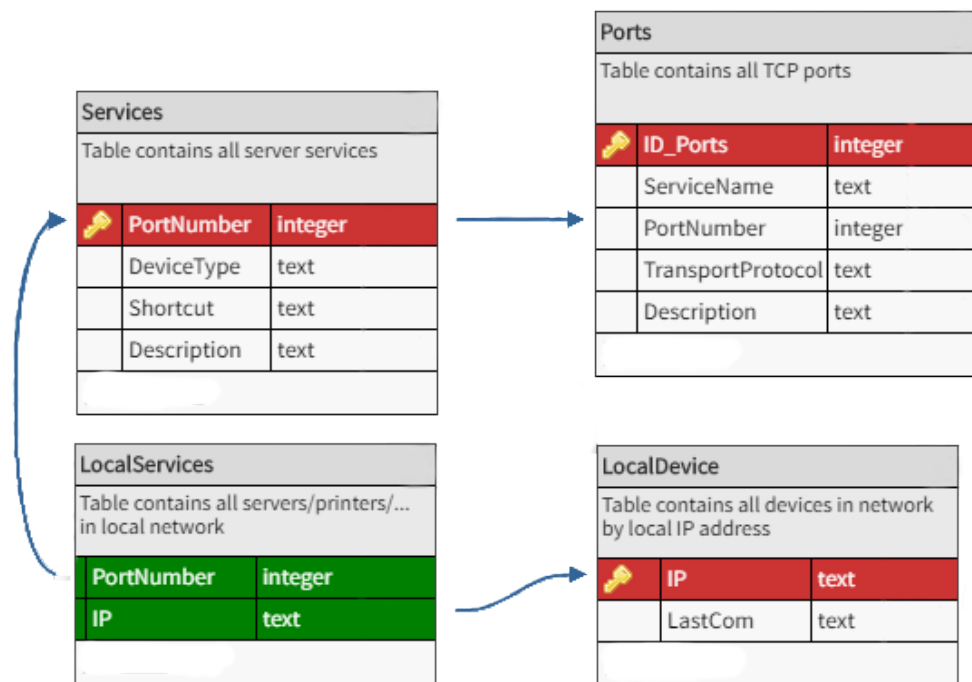 Services
Table contains all server services
PortNumber integer
DeviceType text
Shortcut text
Description text
Ports
Table contains all TCP ports
ID_Ports integer
ServiceName text
PortNumber integer
TransportProtocol text
Description text
LocalServices
Table contains all servers/printers/...
in local network
PortNumber integer
IP text
LocalDevice
Table contains all devices in network
by local IP address
IP text
LastCom text